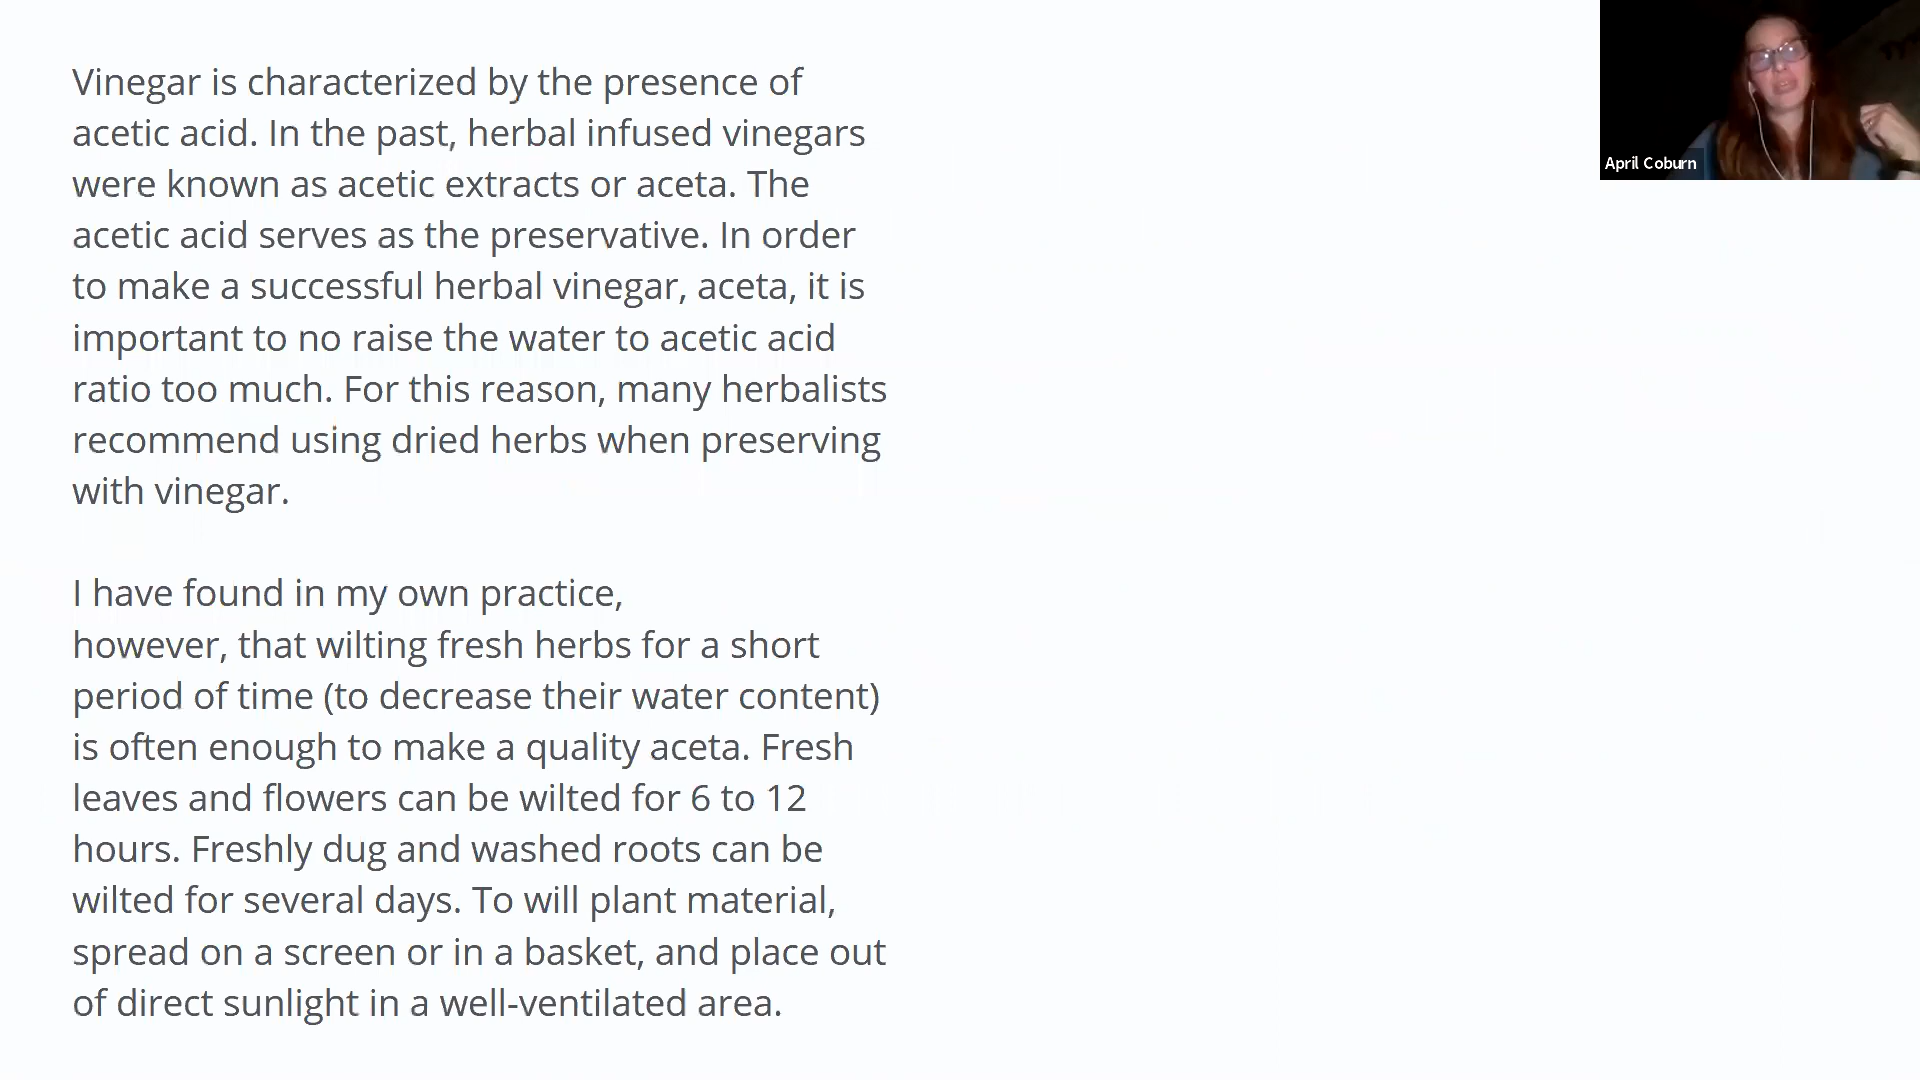 Vinegar is characterized by the presence of
acetic acid. In the past, herbal infused vinegars
were known as acetic extracts or aceta. The
acetic acid serves as the preservative. In order
to make a successful herbal vinegar, aceta, it is
important to no raise the water to acetic acid
ratio too much. For this reason, many herbalists
recommend using dried herbs when preserving
with vinegar.
I have found in my own practice,
however, that wilting fresh herbs for a short
period of time (to decrease their water content)
is often enough to make a quality aceta. Fresh
leaves and flowers can be wilted for 6 to 12
hours. Freshly dug and washed roots can be
wilted for several days. To will plant material,
spread on a screen or in a basket, and place out
of direct sunlight in a well-ventilated area.
April Coburn